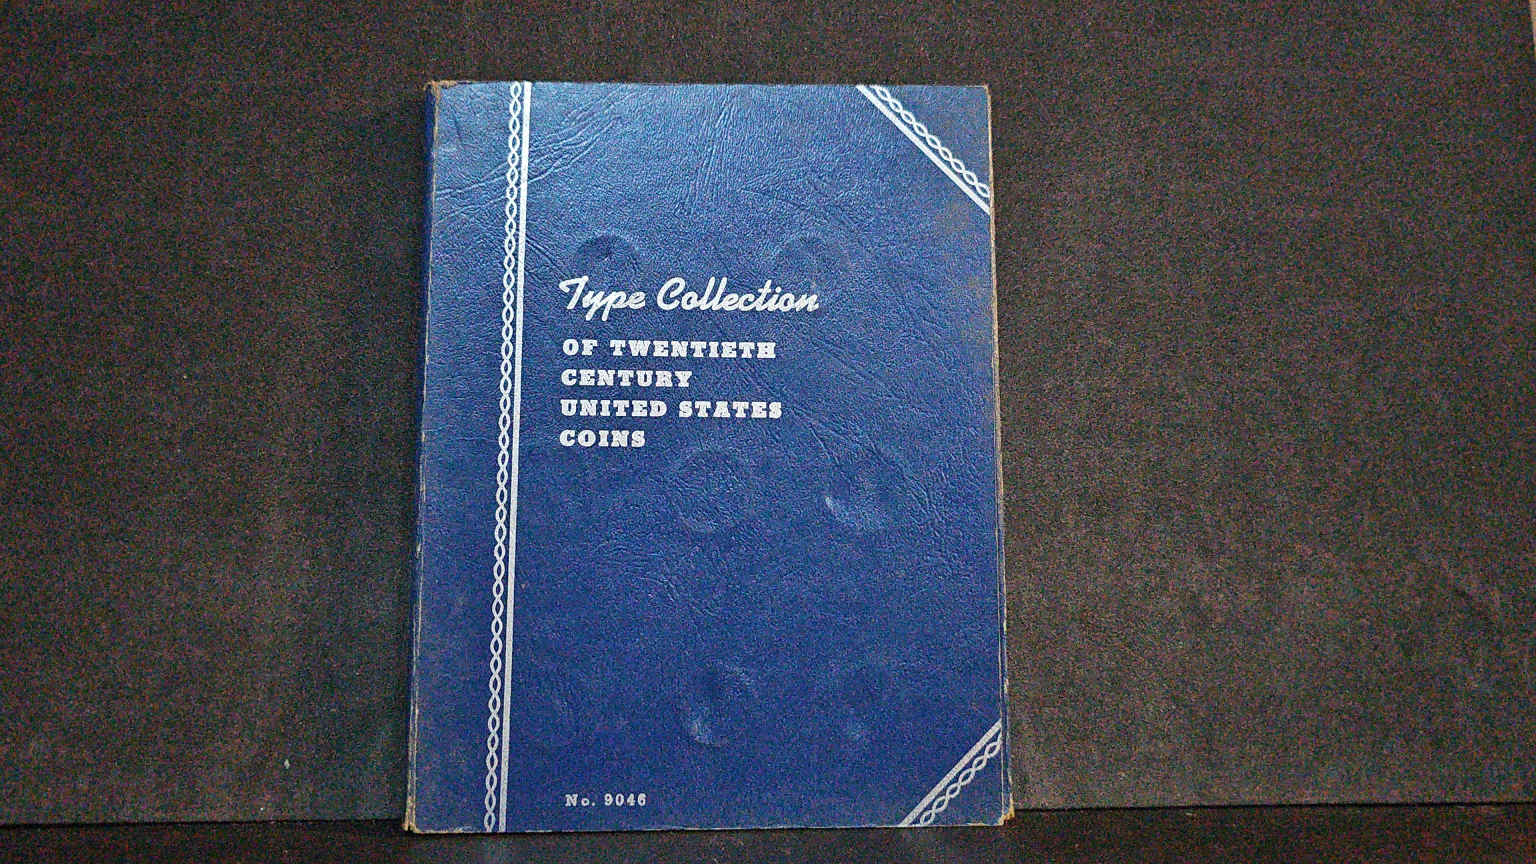 Type Collection
OF TWENTIETH
CENTURY
UNITED STATES
COINS
No. 9046